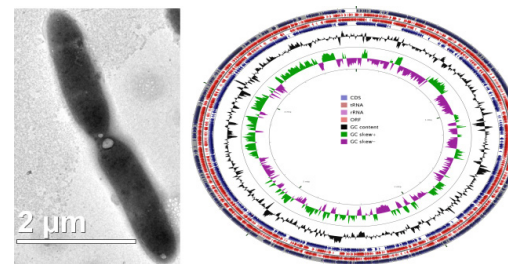 2 µm
CDS
tRNA
rRNA
ORF
GC content
GC skew+
GC skew-